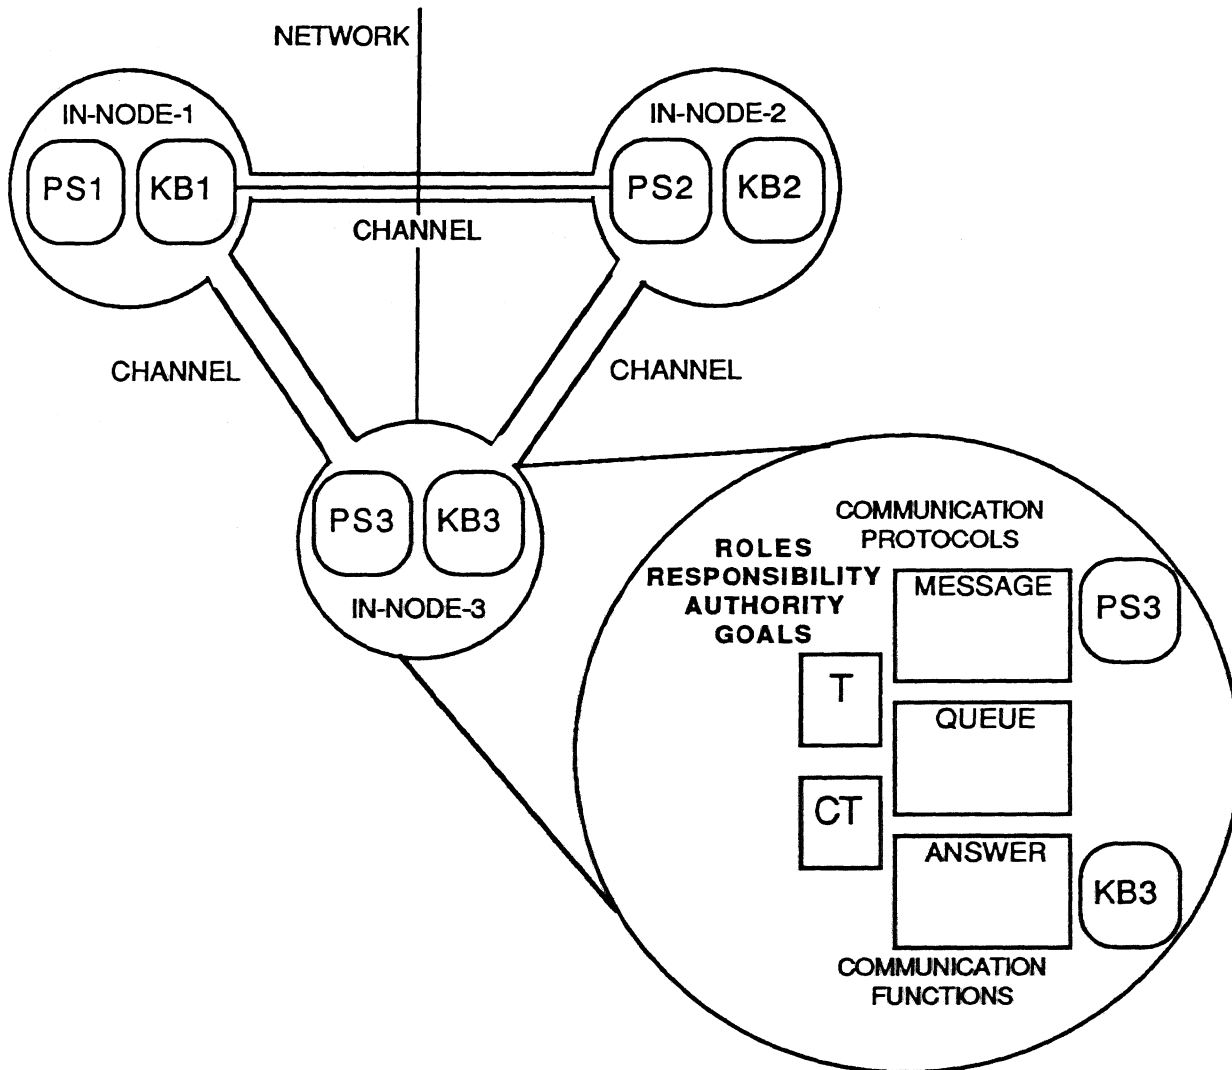 NETWORK
IN-NODE-1
IN-NODE-2
PS1
KB1
PS2
KB2
CHANNEL
CHANNEL
CHANNEL
PS3
KB3
IN-NODE-3
COMMUNICATION
PROTOCOLS
ROLES
RESPONSIBILITY
AUTHORITY
GOALS
MESSAGE
PS3
T
QUEUE
CT
ANSWER
KB3
COMMUNICATION
FUNCTIONS